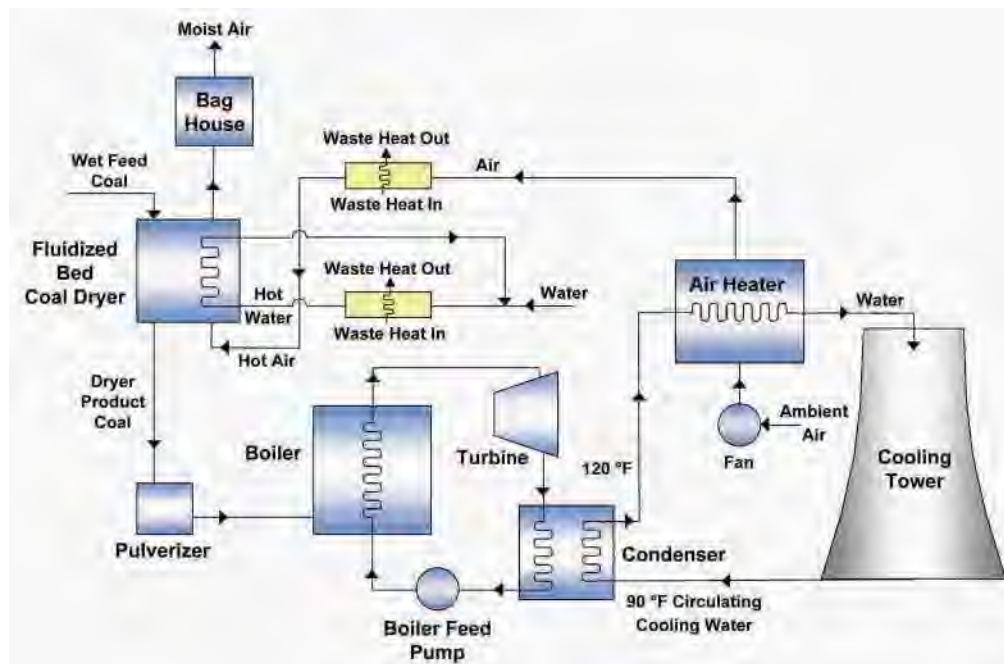 Moist Air
Bag
House
Waste Heat Out
Wet Feed
Coal
Air
Waste Heat In
Fluidized
Bed
Coal Dryer
Waste Heat Out
Hot
Water
Water
Waste Heat In
Hot Air
Air Heater
Water
Dryer
Product
Coal
Boiler
Turbine
120 ºF
Fan
Ambient
Air
Cooling
Tower
Pulverizer
Condenser
90 ºF Circulating
Cooling Water
Boiler Feed
Pump